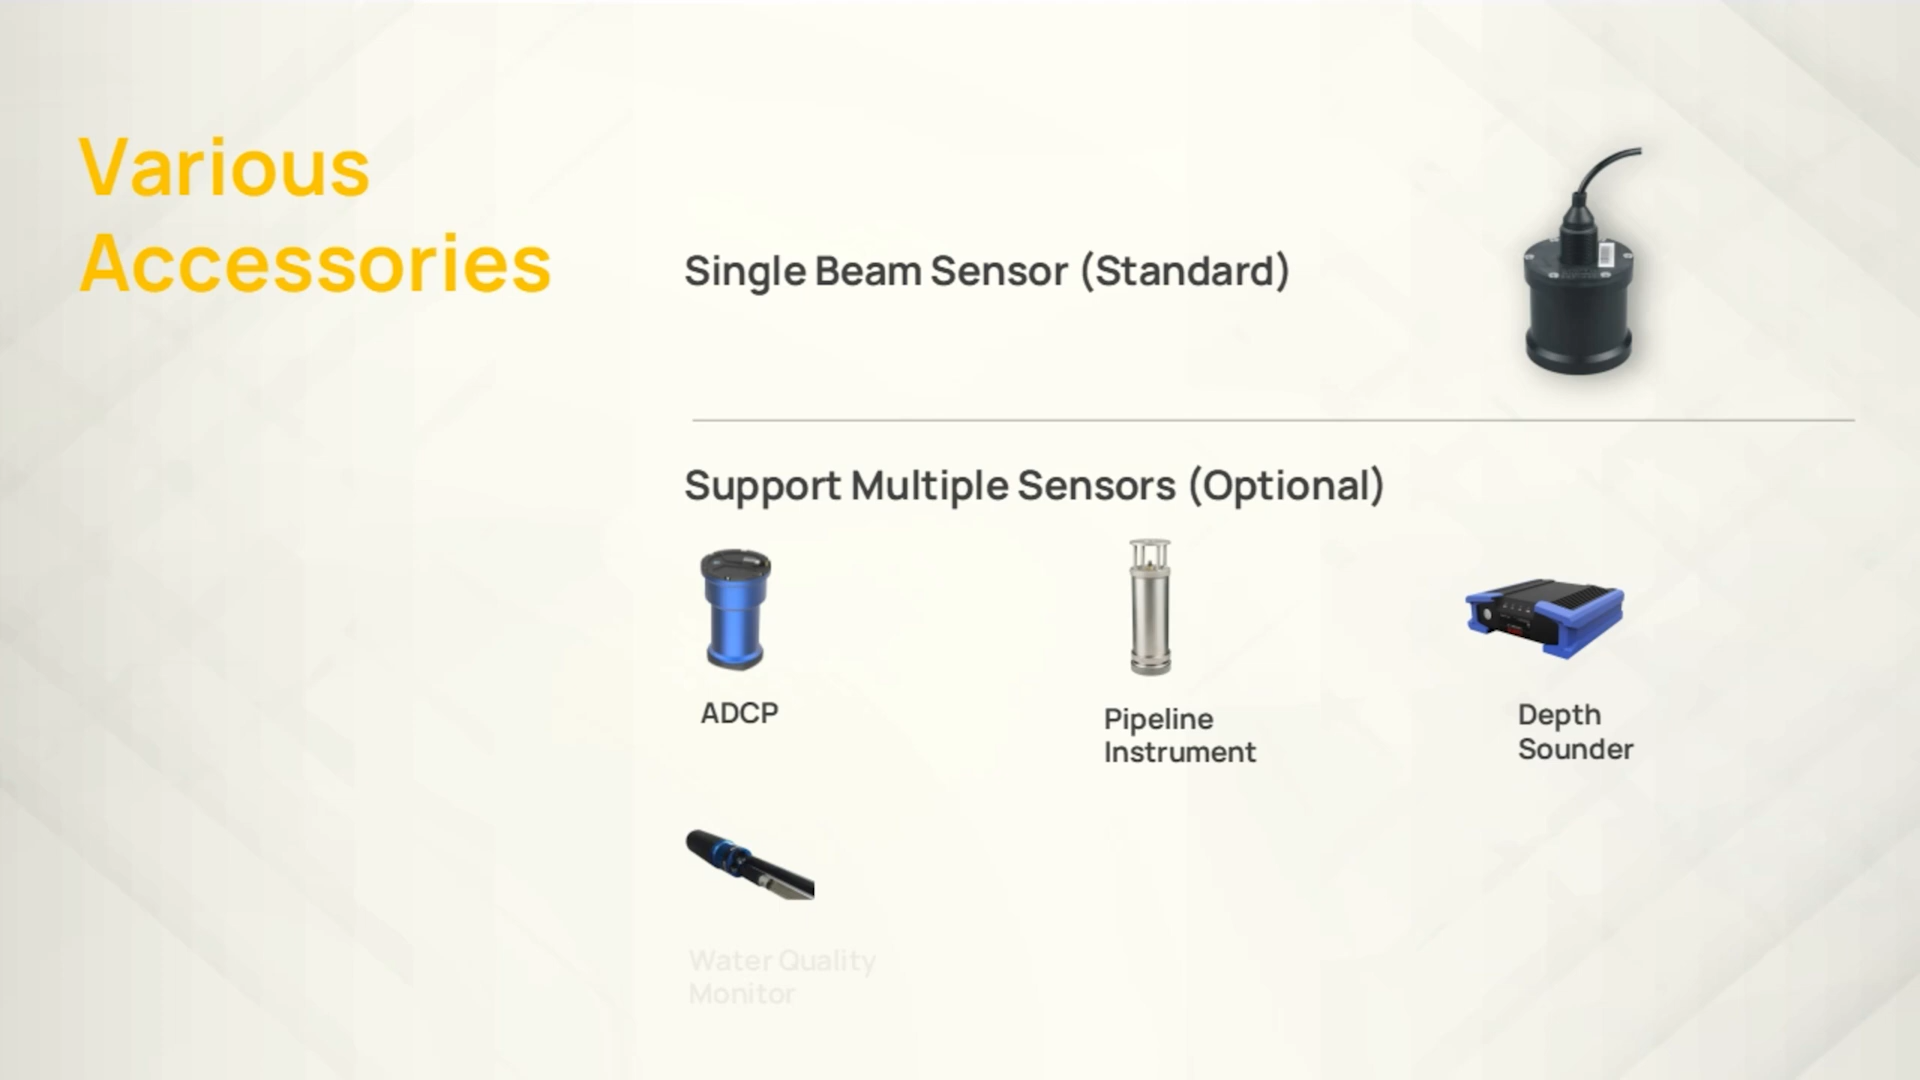 Various
Accessories
Single Beam Sensor (Standard)
Support Multiple Sensors (Optional)
ADCP
Pipeline
Instrument
Depth
Sounder
Water Quality
Monitor